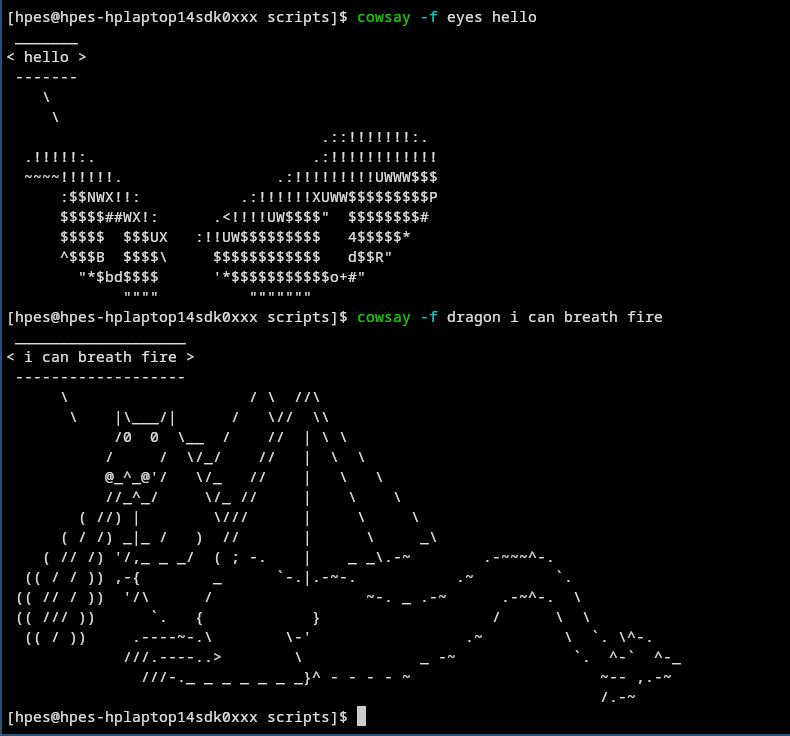 [hpes@hpes-hplaptop14sdk0xxx scripts]$ cowsay -f eyes hello
 _______
< hello >
 -------
    \
     \
                                   .::!!!!!!!:.
  .!!!!!:.                        .:!!!!!!!!!!!!
  ~~~~!!!!!!.                 .:!!!!!!!!!UWWW$$$
      :$$NWX!!:           .:!!!!!!XUWW$$$$$$$$$P
      $$$$$##WX!:      .<!!!!UW$$$$"  $$$$$$$$#
      $$$$$  $$$UX   :!!UW$$$$$$$$$   4$$$$$*
      ^$$$B  $$$$\     $$$$$$$$$$$$   d$$R"
        "*$bd$$$$      '*$$$$$$$$$$$o+#"
             """"          """""""
[hpes@hpes-hplaptop14sdk0xxx scripts]$ cowsay -f dragon i can breath fire
 ___________________
< i can breath fire >
 -------------------
      \                    / \  //\
       \    |\___/|      /   \//  \\
            /0  0  \__  /    //  | \ \
           /     /  \/_/    //   |  \  \
           @_^_@'/   \/_   //    |   \   \
           //_^_/     \/_ //     |    \    \
        ( //) |        \///      |     \     \
      ( / /) _|_ /   )  //       |      \     _\
    ( // /) '/,_ _ _/  ( ; -.    |    _ _\.-~        .-~~~^-.
  (( / / )) ,-{        _      `-.|.-~-.           .~         `.
 (( // / ))  '/\      /                 ~-. _ .-~      .-~^-.  \
 (( /// ))      `.   {            }                   /      \  \
  (( / ))     .----~-.\        \-'                 .~         \  `. \^-.
             ///.----..>        \             _ -~             `.  ^-`  ^-_
               ///-._ _ _ _ _ _ _}^ - - - - ~                     ~-- ,.-~
                                                                  /.-~
[hpes@hpes-hplaptop14sdk0xxx scripts]$